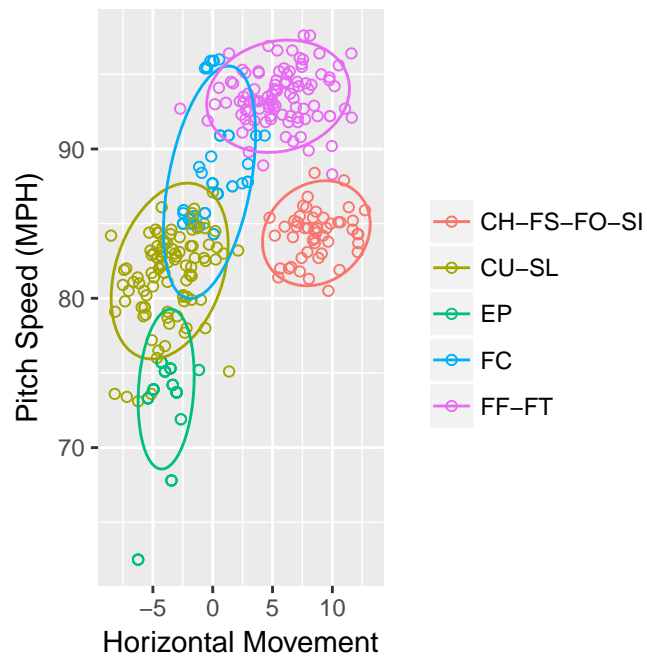 90
80
70
−5
0
5
10
Horizontal Movement
Pitch Speed (MPH)
CH−FS−FO−SI
CU−SL
EP
FC
FF−FT